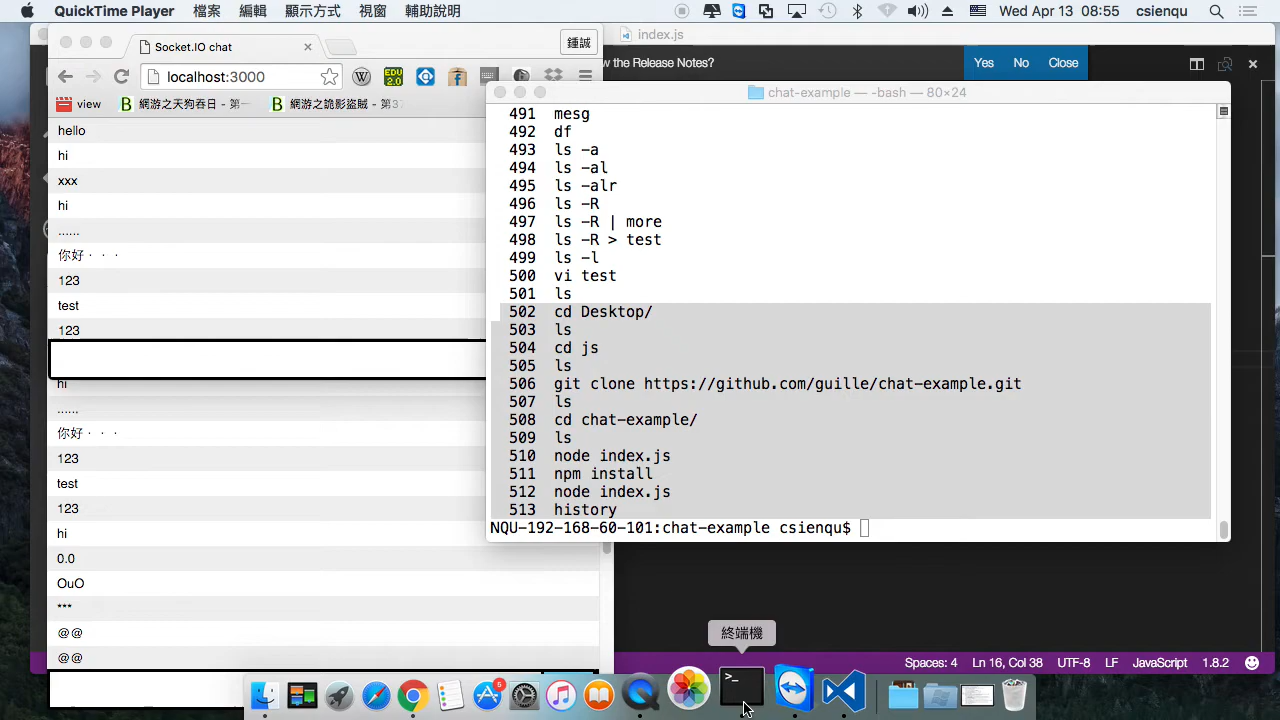 QuickTime Player 檔案 編輯 顯示方式 視窗 輔助說明 Wed Apr 13 08:55 csienqu
index.js
Socket.IO chat
鍾誠
w the Release Notes?
Yes No Close
localhost:3000
view 網游之天狗吞日 - 第一 網游之詭影盜賊 - 第3
chat-example — -bash — 80×24
hello
hi
xxx
hi
......
你好···
123
test
123
hi
......
你好···
123
test
123
hi
0.0
OuO
***
@@
@@
491 mesg
492 df
493 ls -a
494 ls -al
495 ls -alr
496 ls -R
497 ls -R | more
498 ls -R > test
499 ls -l
500 vi test
501 ls
502 cd Desktop/
503 ls
504 cd js
505 ls
506 git clone https://github.com/guille/chat-example.git
507 ls
508 cd chat-example/
509 ls
510 node index.js
511 npm install
512 node index.js
513 history
NQU-192-168-60-101:chat-example csienqu$
終端機
Spaces: 4 Ln 16, Col 38 UTF-8 LF JavaScript 1.8.2
5